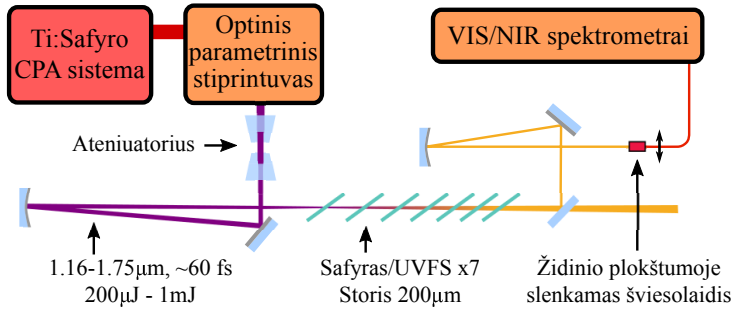 Ti:Safyro
CPA sistema
Optinis
parametrinis
stiprintuvas
VIS/NIR spektrometrai
Ateniuatorius
1.16-1.75μm, ~60 fs
200μJ - 1mJ
Safyras/UVFS x7
Storis 200μm
Židinio plokštumoje
slenkamas šviesolaidis